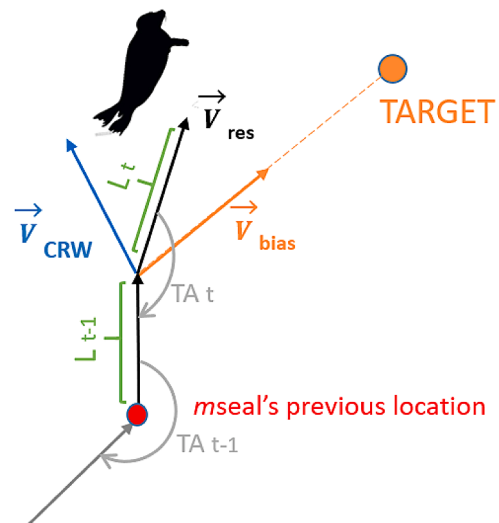 V res
TARGET
L t
V CRW
V bias
TA t
L t-1
mseal's previous location
TA t-1